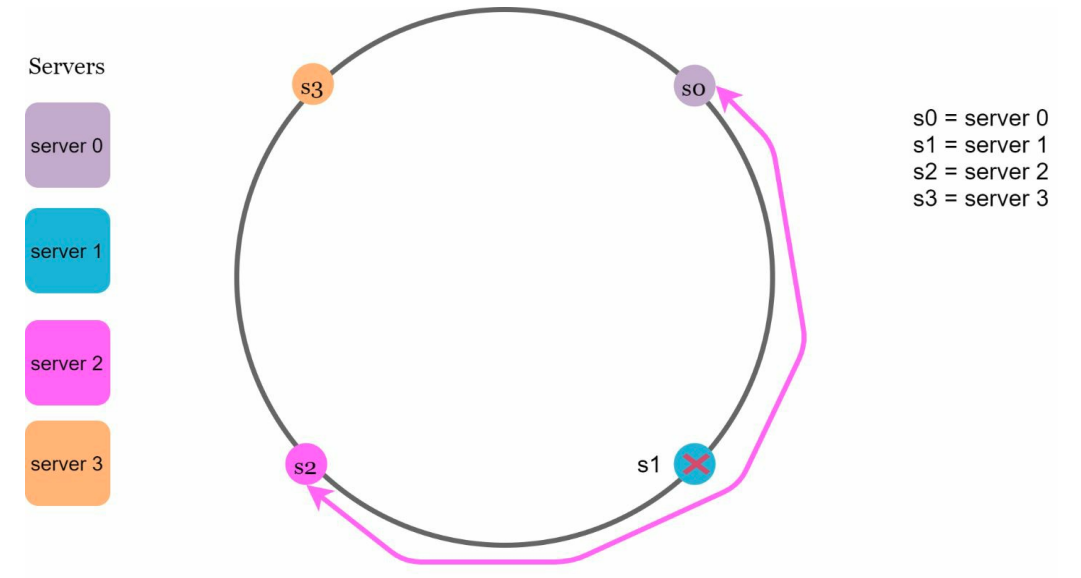 Servers
server 0
server 1
server 2
server 3
s3
s0
s1
s2
s0 = server 0
s1 = server 1
s2 = server 2
s3 = server 3